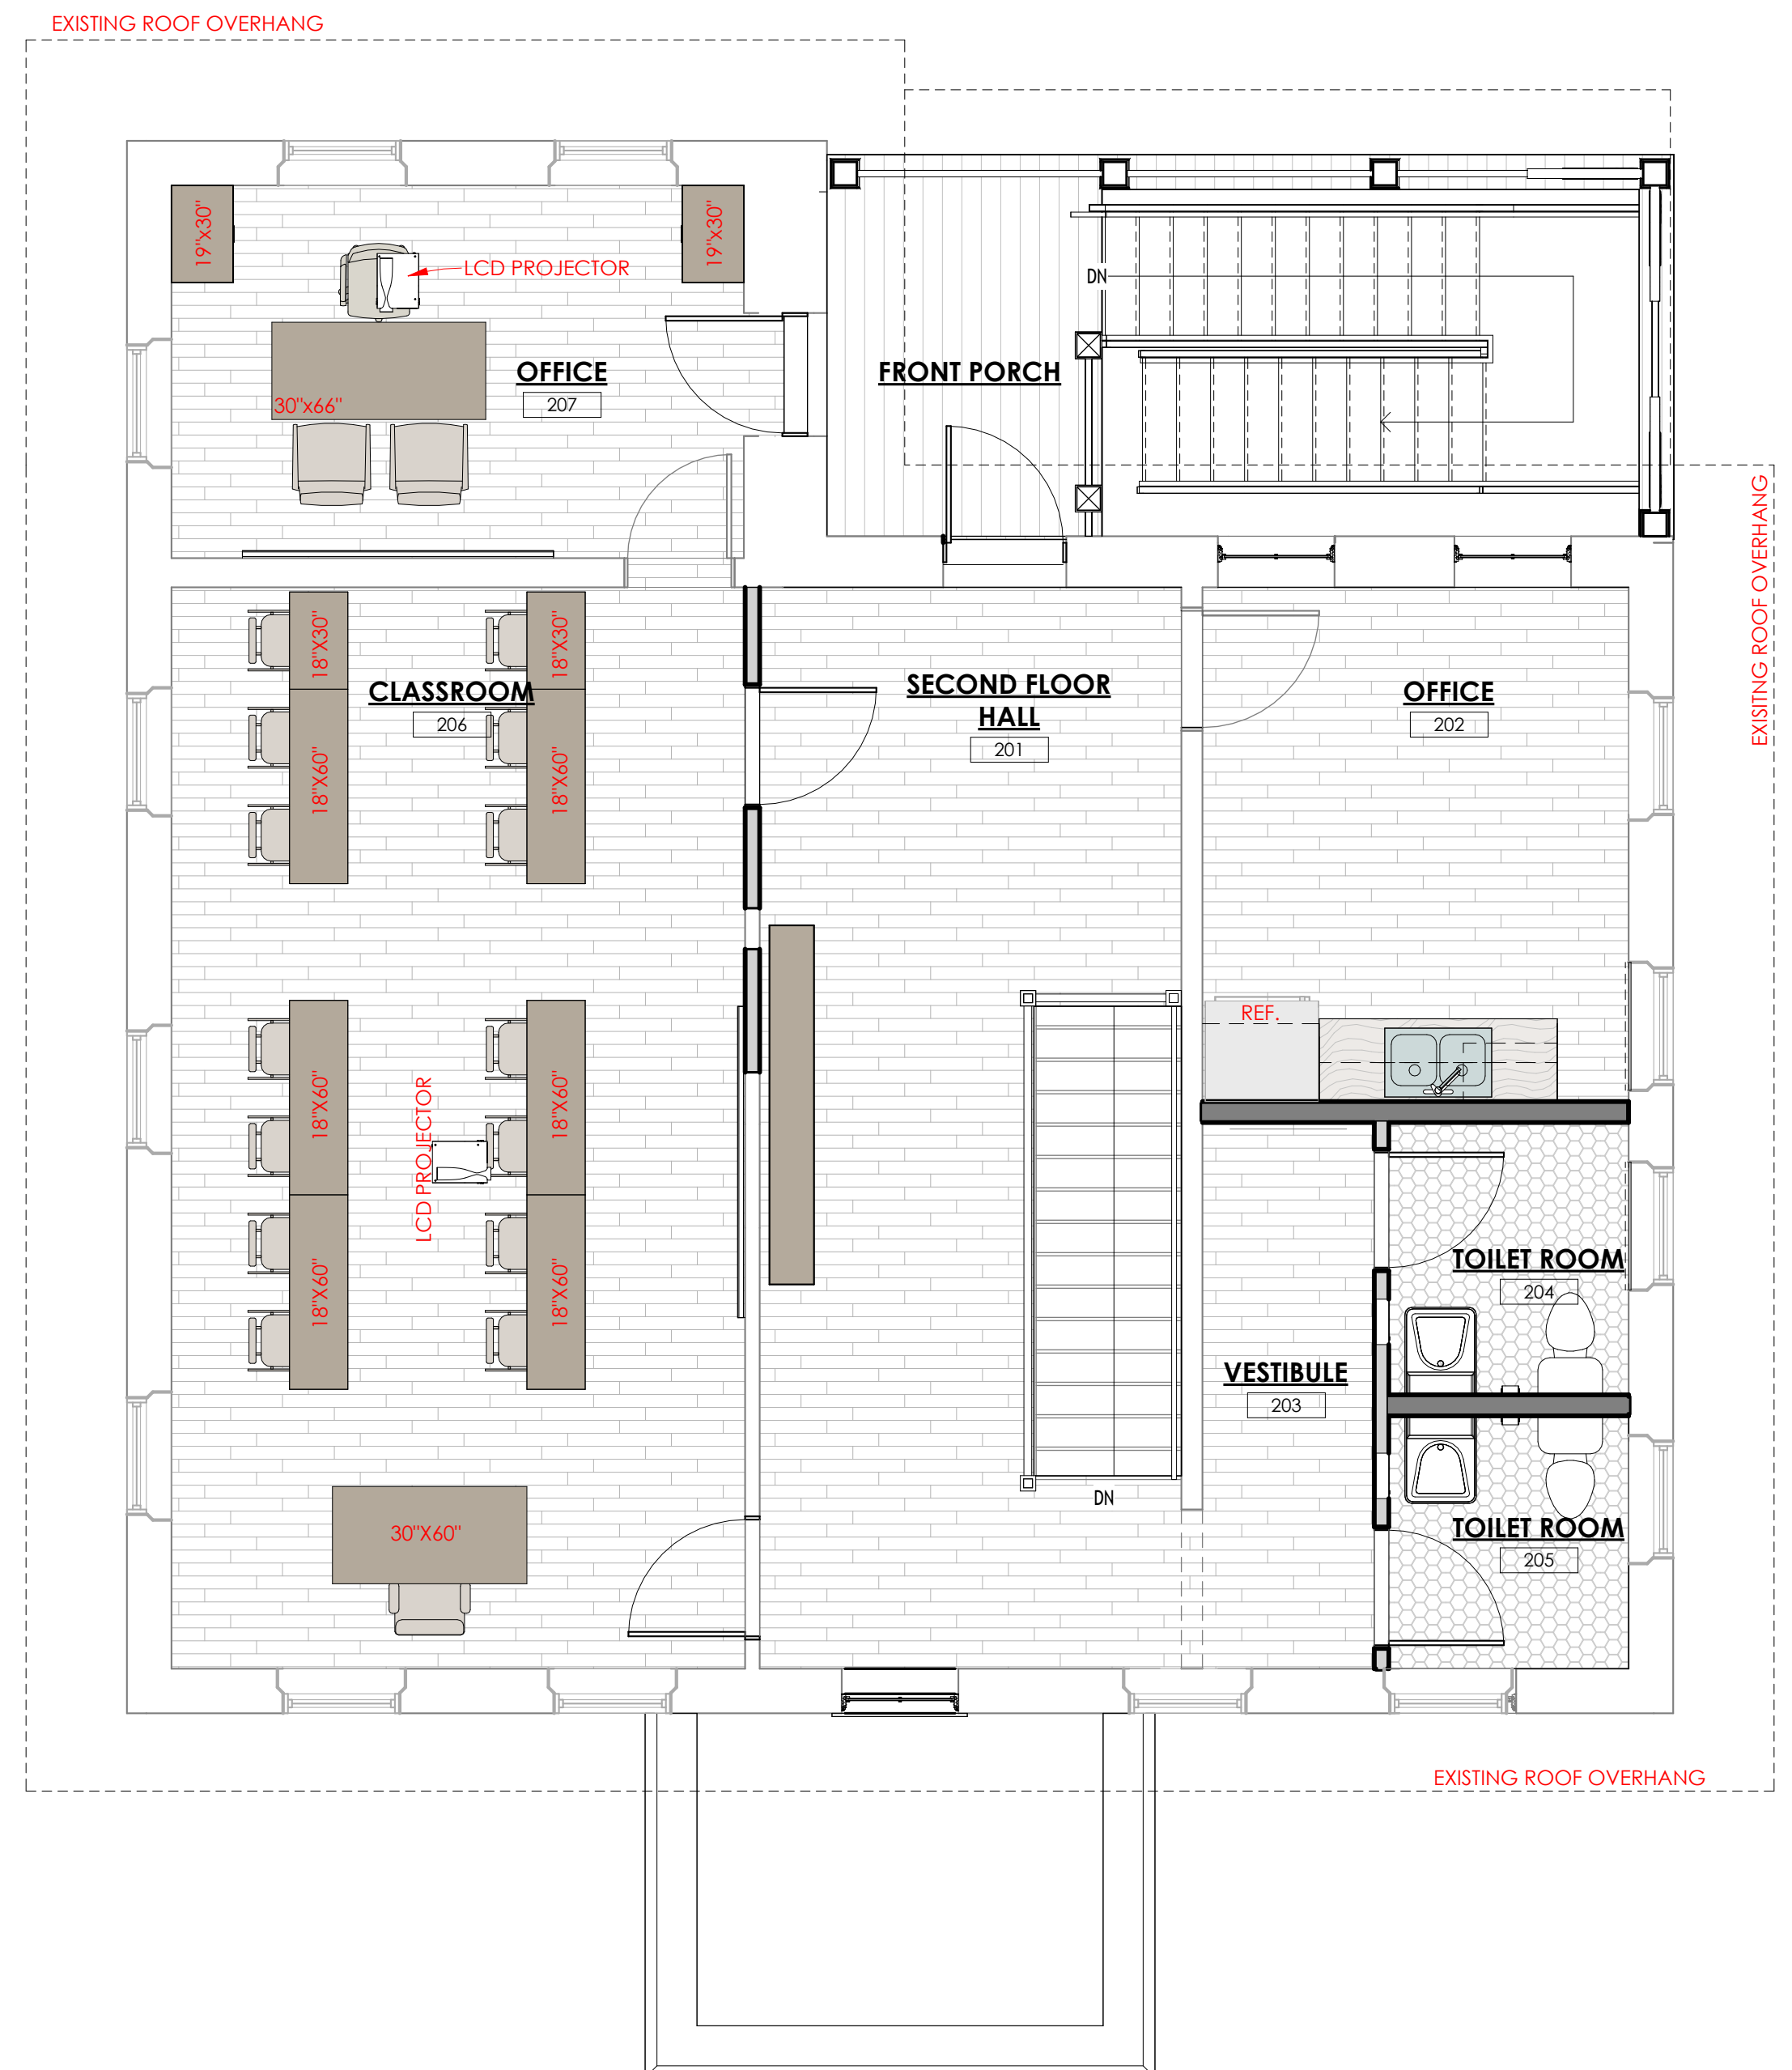 EXISTING ROOF OVERHANG
19"x30"
19"x30"
LCD PROJECTOR
DN
OFFICE
207
30"x66"
FRONT PORCH
EXISITNG ROOF OVERHANG
18"X30"
18"X30"
CLASSROOM
206
SECOND FLOOR
HALL
201
OFFICE
202
18"X60"
18"X60"
REF.
18"X60"
LCD PROJECTOR
18"X60"
TOILET ROOM
204
18"X60"
18"X60"
VESTIBULE
203
DN
30"X60"
TOILET ROOM
205
EXISTING ROOF OVERHANG